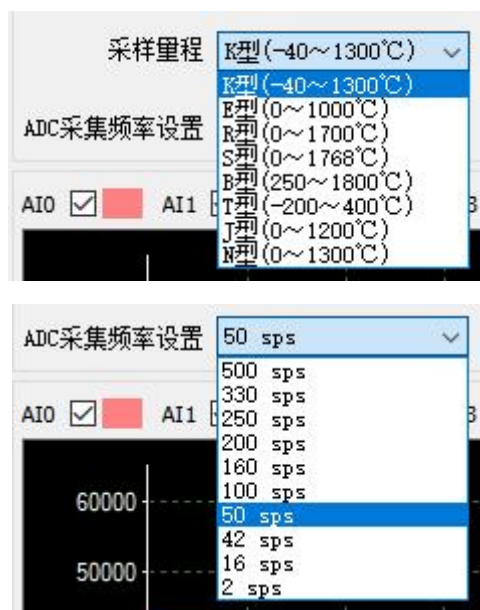 采样量程 K型(-40～1300℃)
K型(-40～1300℃)
E型(0～1000℃)
ADC采集频率设置
R型(0～1700℃)
S型(0～1768℃)
B型(250～1800℃)
AI0 AI1 T型(-200～400℃)
J型(0～1200℃)
N型(0～1300℃)
ADC采集频率设置 50 sps
500 sps
330 sps
AI0 AI1 250 sps
200 sps
160 sps
100 sps
60000 50 sps
42 sps
16 sps
50000
2 sps